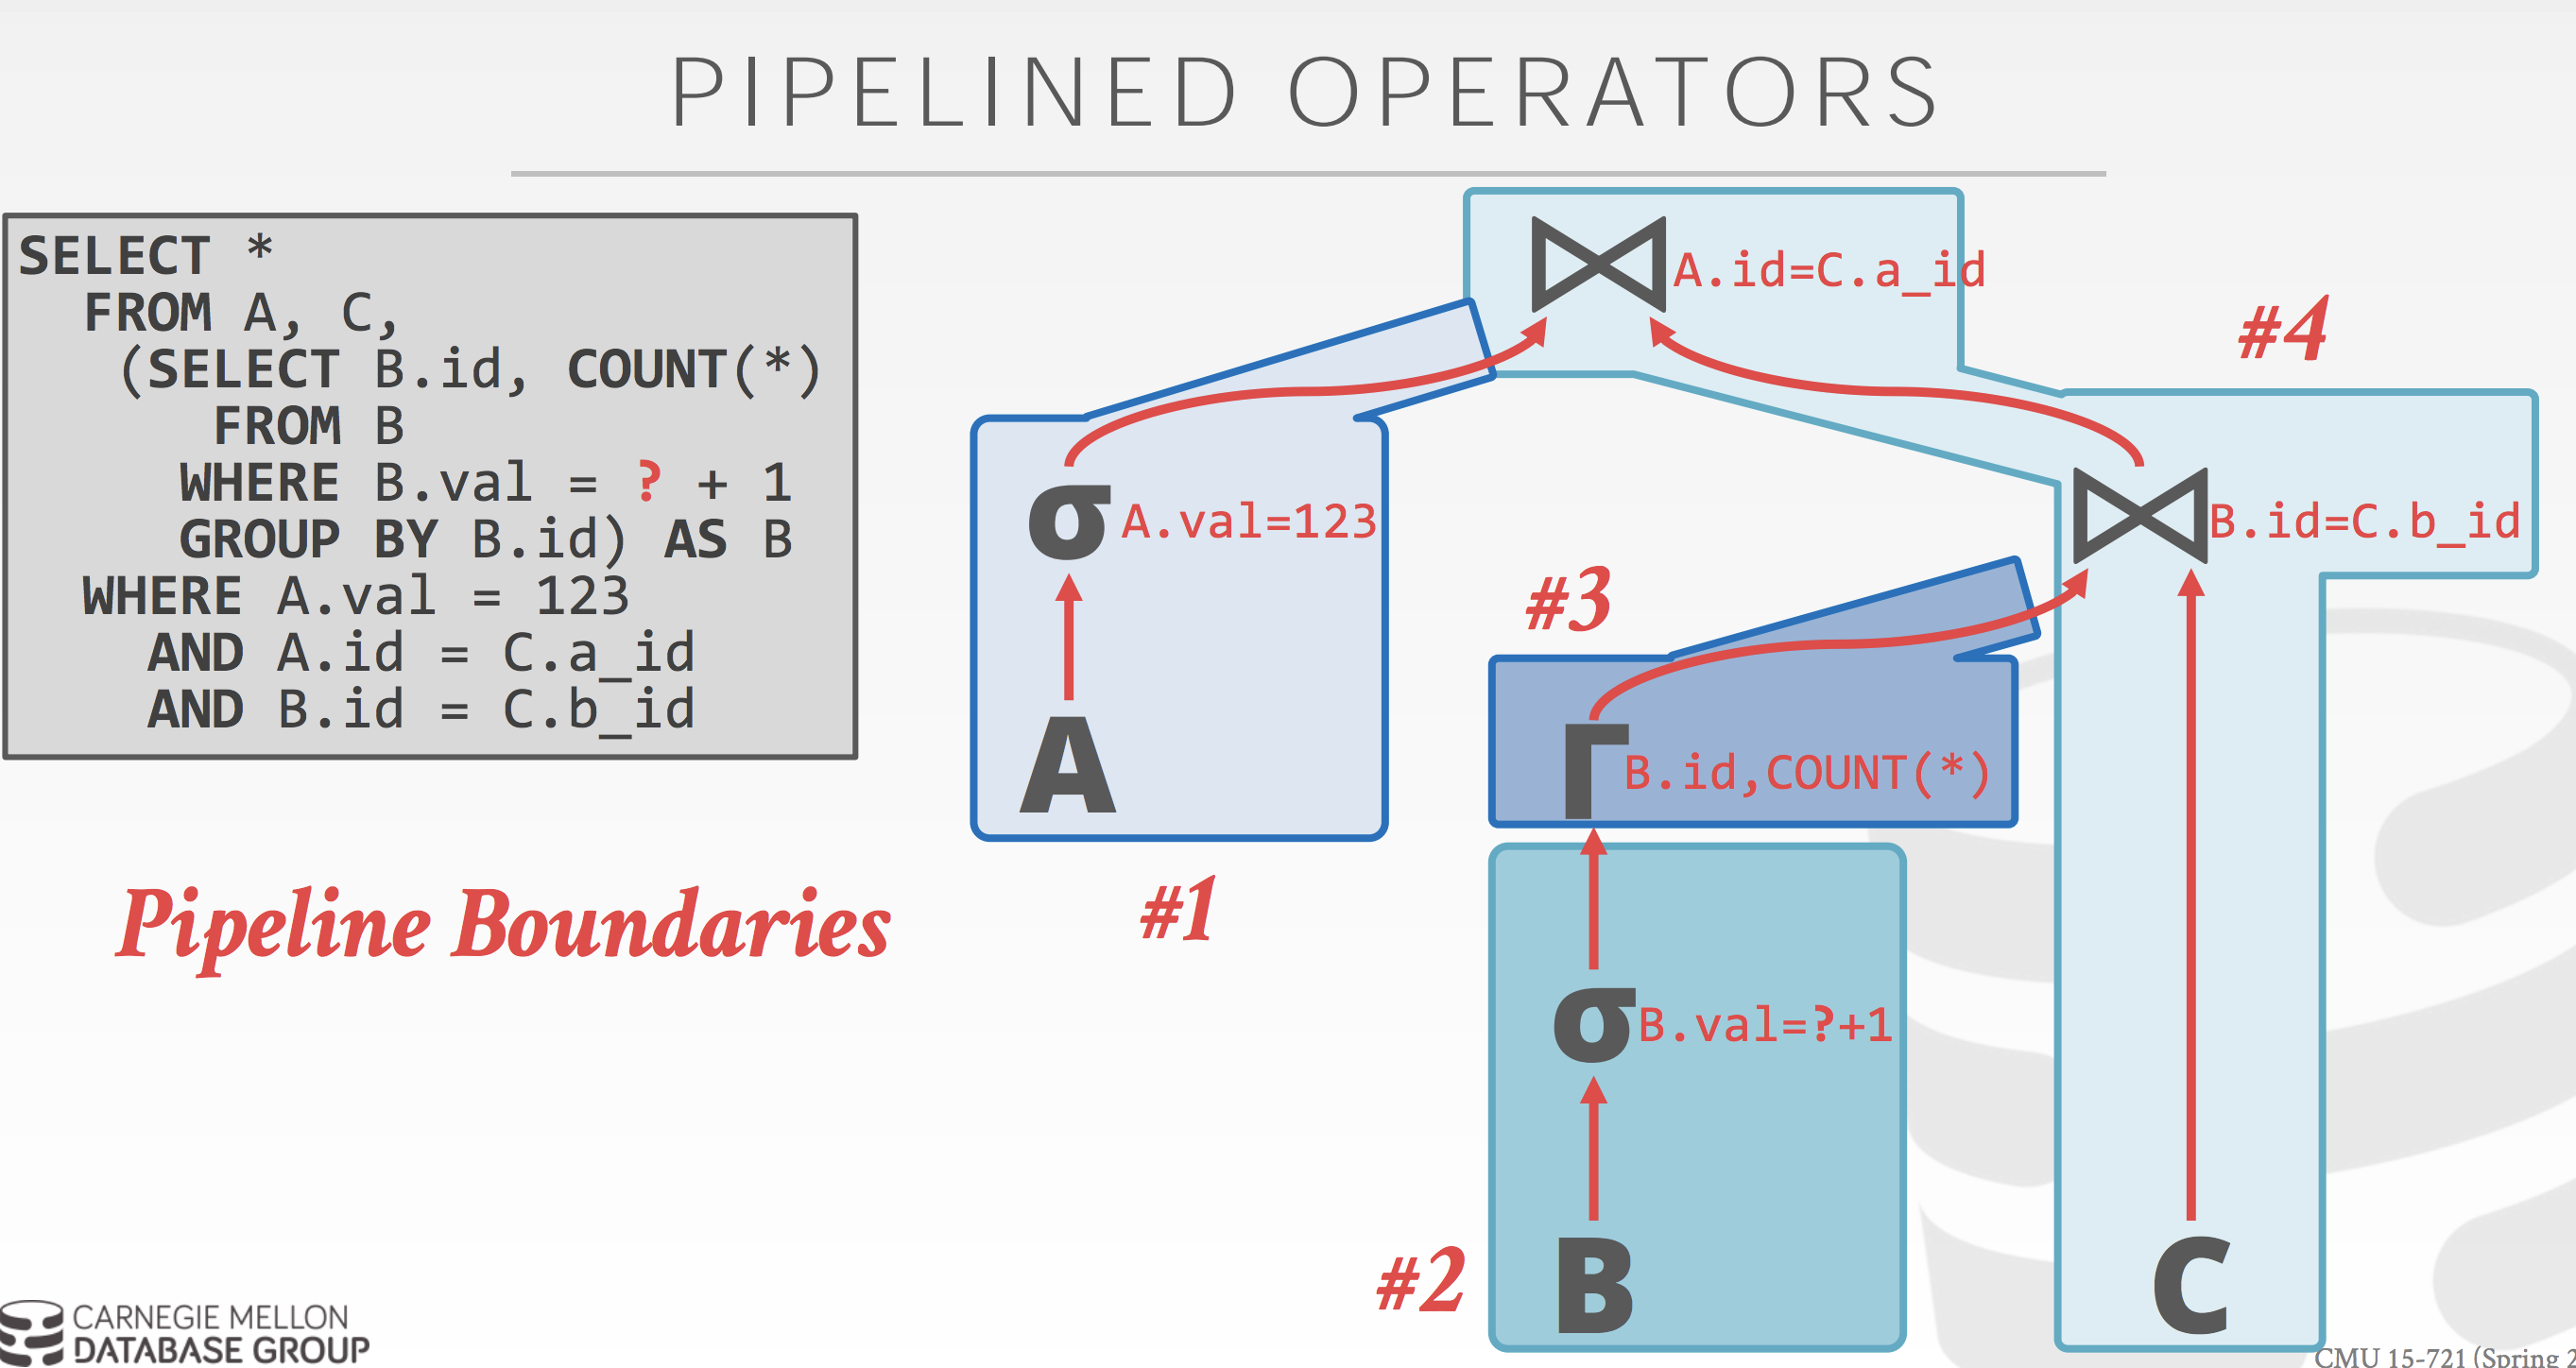 PIPELINED OPERATORS
SELECT *
FROM A, C,
(SELECT B.id, COUNT(*)
FROM B
WHERE B.val = ? + 1
GROUP BY B.id) AS B
WHERE A.val = 123
AND A.id = C.a_id
AND B.id = C.b_id
Pipeline Boundaries
⋈ A.id=C.a_id
#4
σ A.val=123
⋈ B.id=C.b_id
#3
A
Γ B.id,COUNT(*)
#1
σ B.val=?+1
#2
B
C
CARNEGIE MELLON
DATABASE GROUP
CMU 15-721 (Spring 2